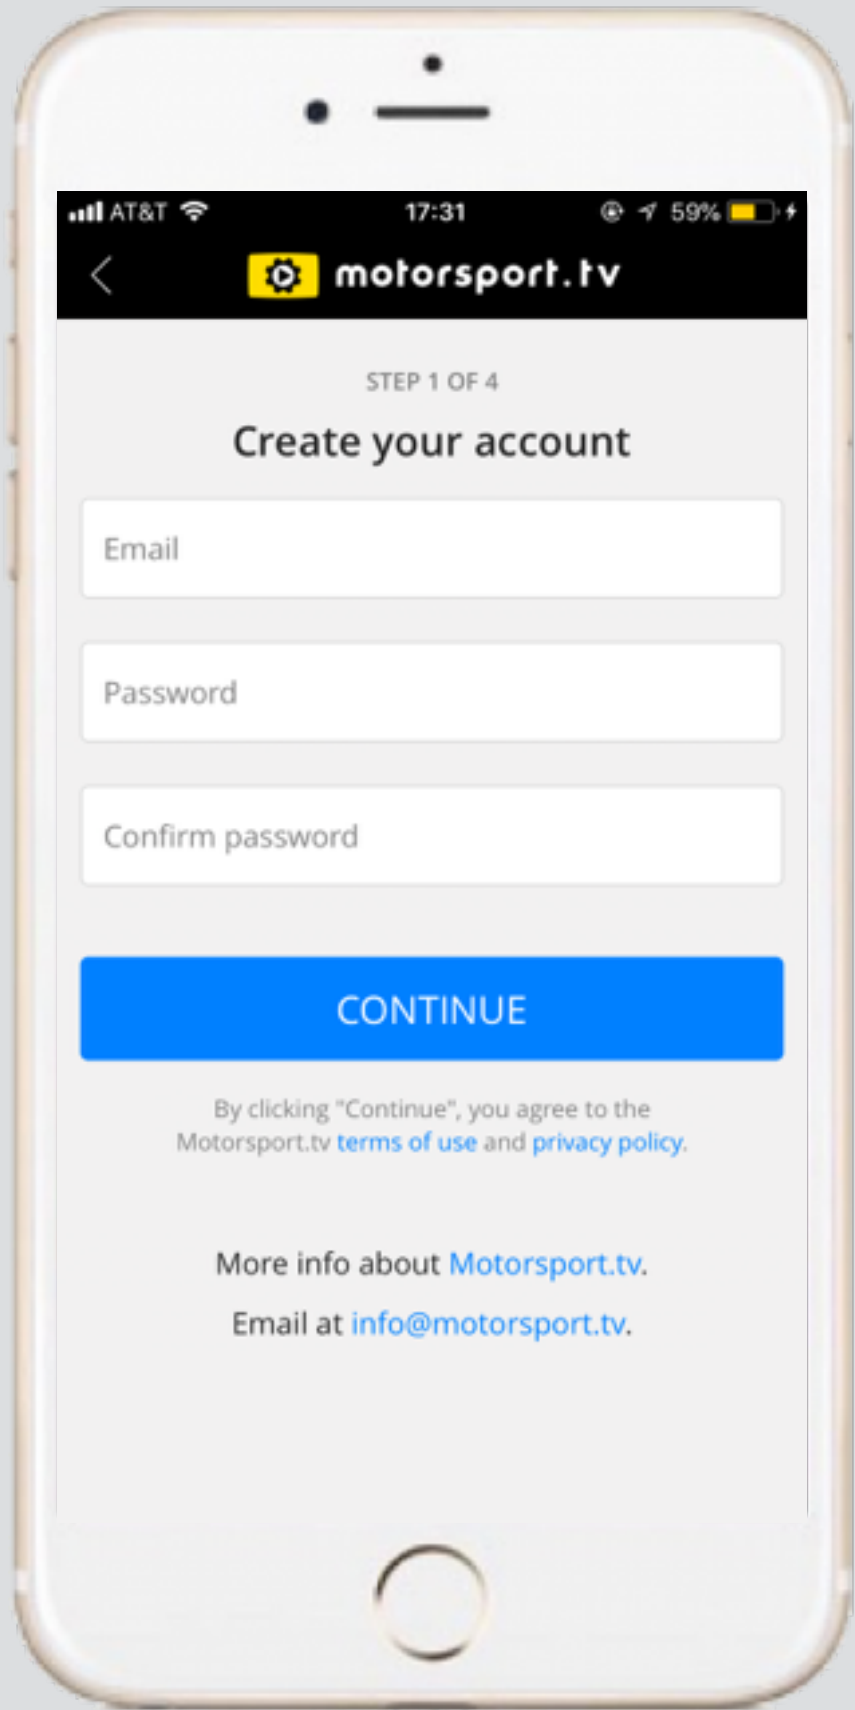 AT&T 17:31 59%
motorsport.tv
STEP 1 OF 4
Create your account
Email
Password
Confirm password
CONTINUE
By clicking "Continue", you agree to the
Motorsport.tv terms of use and privacy policy.
More info about Motorsport.tv.
Email at info@motorsport.tv.